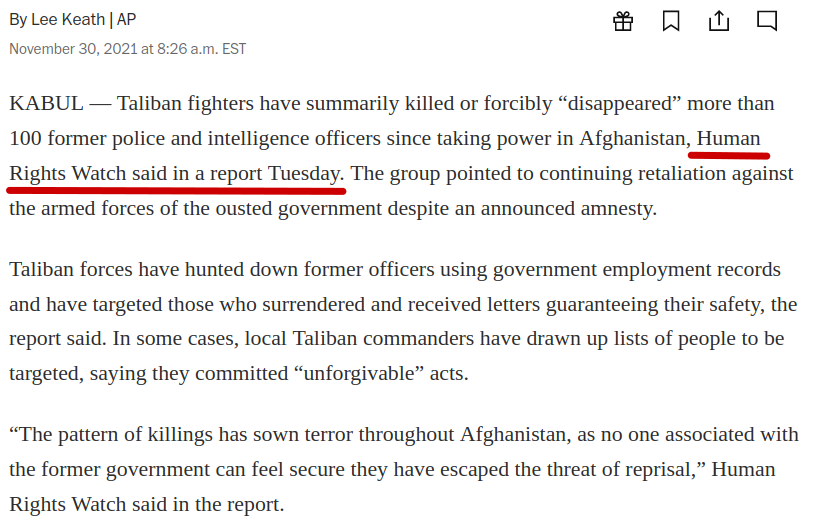 By Lee Keath | AP
November 30, 2021 at 8:26 a.m. EST
KABUL — Taliban fighters have summarily killed or forcibly “disappeared” more than
100 former police and intelligence officers since taking power in Afghanistan, Human
Rights Watch said in a report Tuesday. The group pointed to continuing retaliation against
the armed forces of the ousted government despite an announced amnesty.
Taliban forces have hunted down former officers using government employment records
and have targeted those who surrendered and received letters guaranteeing their safety, the
report said. In some cases, local Taliban commanders have drawn up lists of people to be
targeted, saying they committed “unforgivable” acts.
“The pattern of killings has sown terror throughout Afghanistan, as no one associated with
the former government can feel secure they have escaped the threat of reprisal,” Human
Rights Watch said in the report.